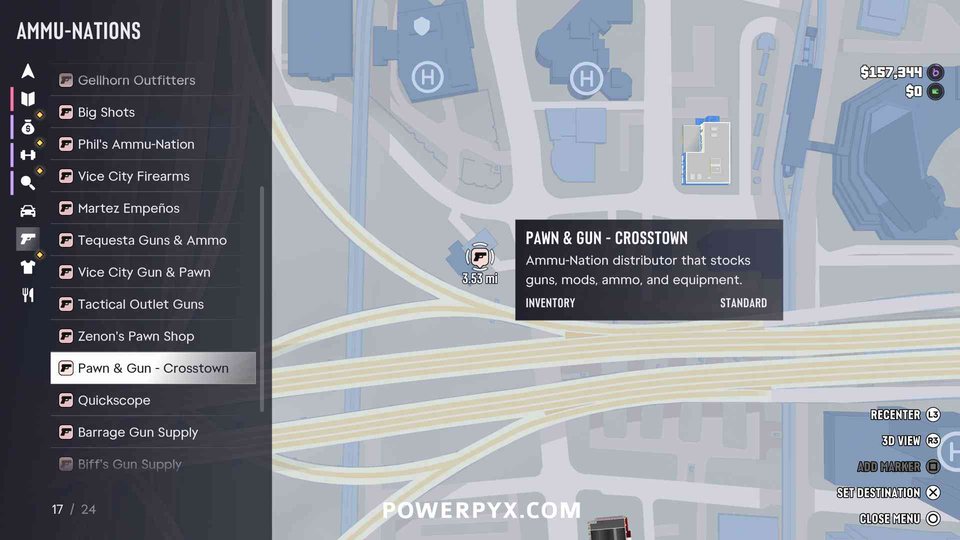 AMMU-NATIONS
Gellhorn Outfitters
Big Shots
Phil's Ammu-Nation
Vice City Firearms
Martez Empeños
Tequesta Guns & Ammo
Vice City Gun & Pawn
Tactical Outlet Guns
Zenon's Pawn Shop
Pawn & Gun - Crosstown
Quickscope
Barrage Gun Supply
Biff's Gun Supply
17 / 24
H
H
$157,344
$0
3.53 mi
PAWN & GUN - CROSSTOWN
Ammu-Nation distributor that stocks
guns, mods, ammo, and equipment.
INVENTORY STANDARD
H
RECENTER L3
3D VIEW R3
ADD MARKER
SET DESTINATION
CLOSE MENU
POWERPYX.COM